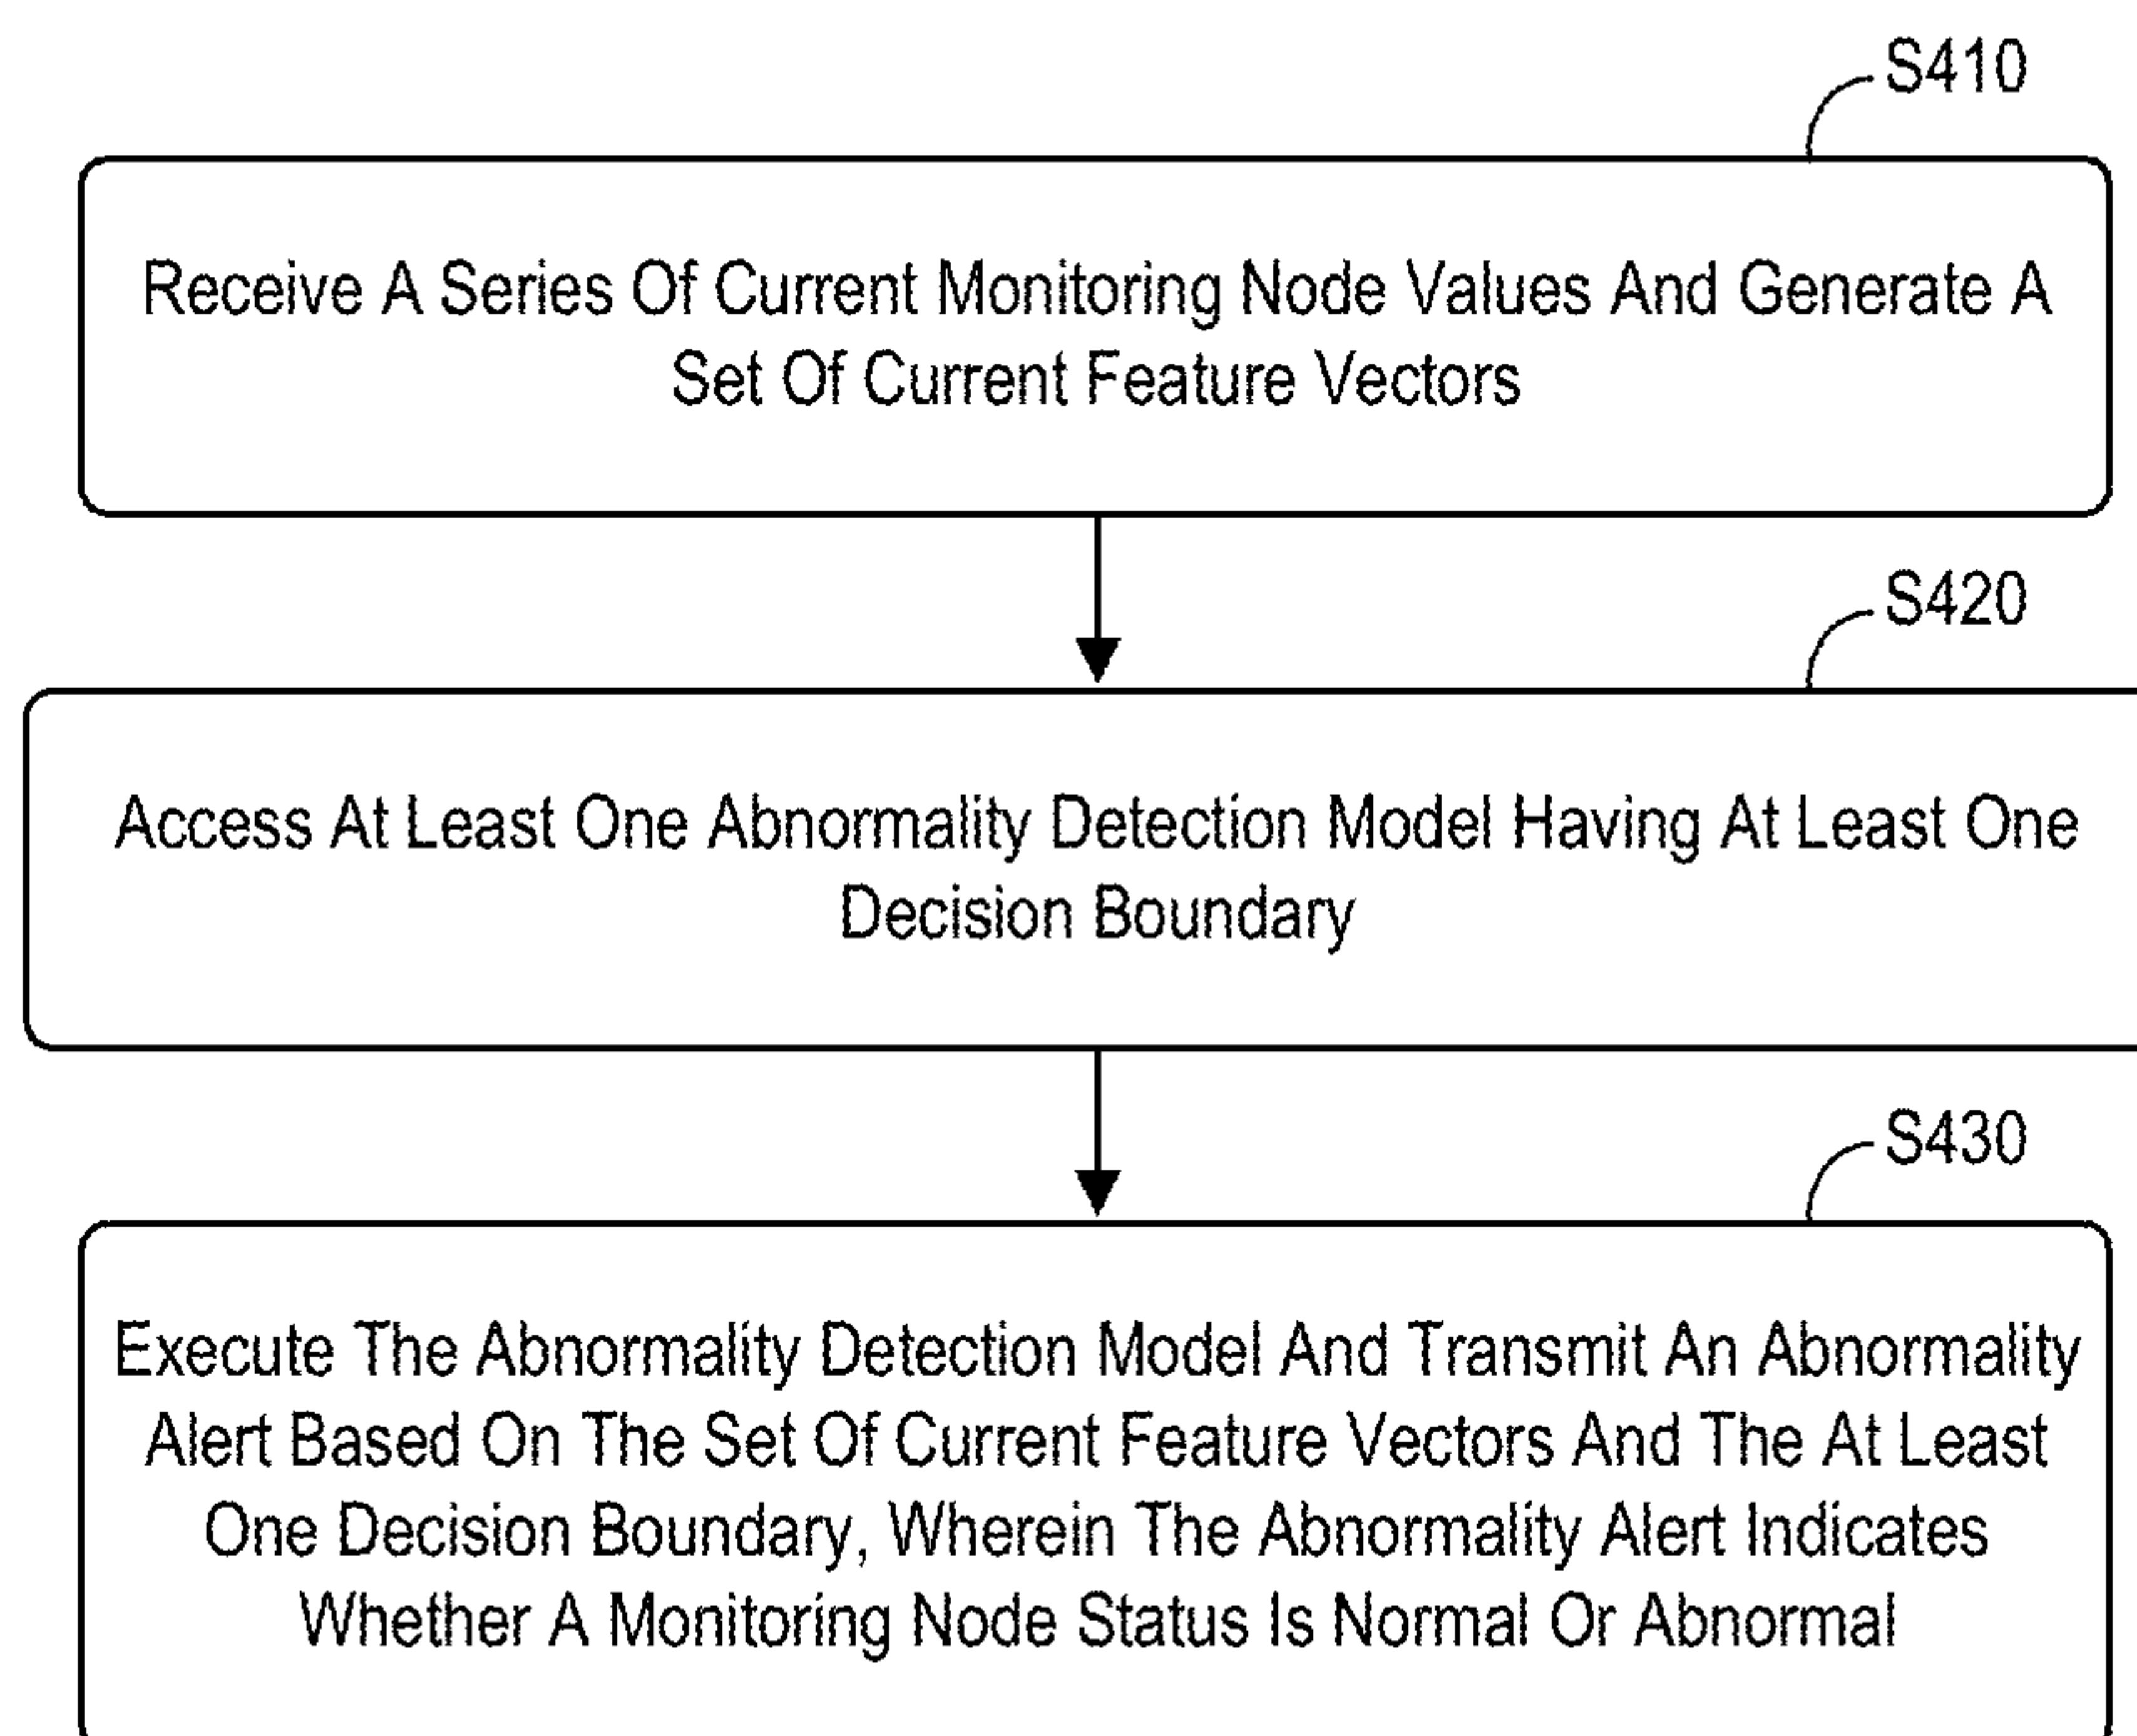 S410
Receive A Series Of Current Monitoring Node Values And Generate A
Set Of Current Feature Vectors
S420
Access At Least One Abnormality Detection Model Having At Least One
Decision Boundary
S430
Execute The Abnormality Detection Model And Transmit An Abnormality
Alert Based On The Set Of Current Feature Vectors And The At Least
One Decision Boundary, Wherein The Abnormality Alert Indicates
Whether A Monitoring Node Status Is Normal Or Abnormal